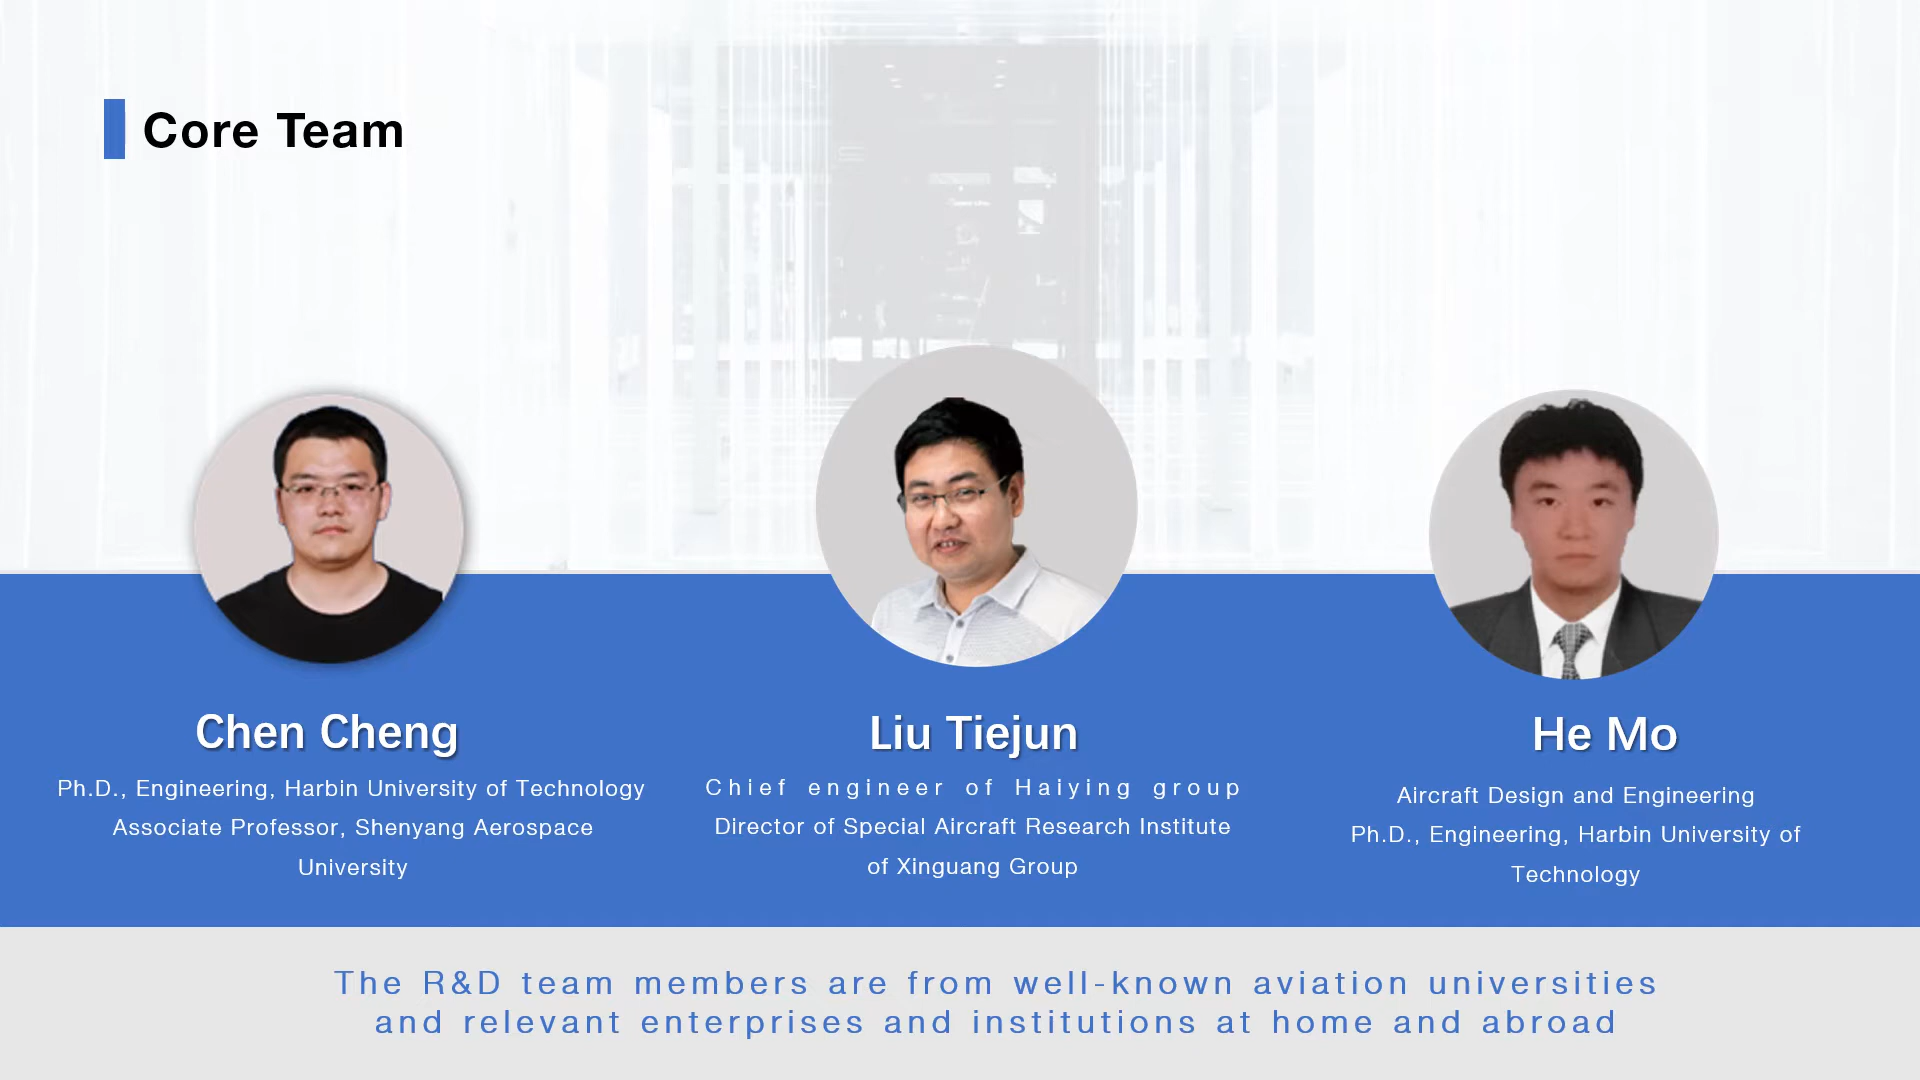 Core Team
Chen Cheng
Ph.D., Engineering, Harbin University of Technology
Associate Professor, Shenyang Aerospace
University
Liu Tiejun
Chief engineer of Haiying group
Director of Special Aircraft Research Institute
of Xinguang Group
He Mo
Aircraft Design and Engineering
Ph.D., Engineering, Harbin University of
Technology
The R&D team members are from well-known aviation universities
and relevant enterprises and institutions at home and abroad